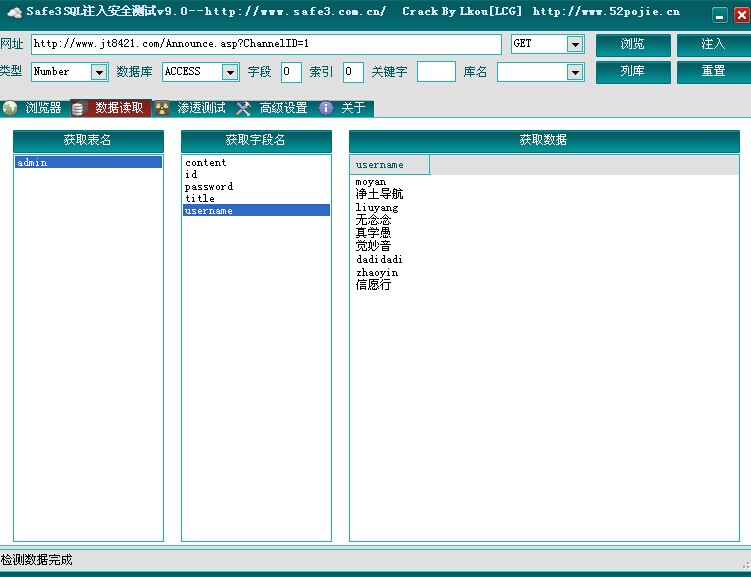 Safe3SQL注入安全测试v9.0--http://www.safe3.com.cn/ Crack By Lkou[LCG] http://www.52pojie.cn
网址 http://www.jt8421.com/Announce.asp?ChannelID=1 GET 浏览 注入
类型 Number 数据库 ACCESS 字段 0 索引 0 关键字 库名 列库 重置
浏览器 数据读取 渗透测试 高级设置 关于
获取表名 获取字段名 获取数据
admin
content
id
password
title
username
username
moyan
净土导航
liuyang
无念念
真学愚
觉妙音
dadidadi
zhaoyin
信愿行
检测数据完成